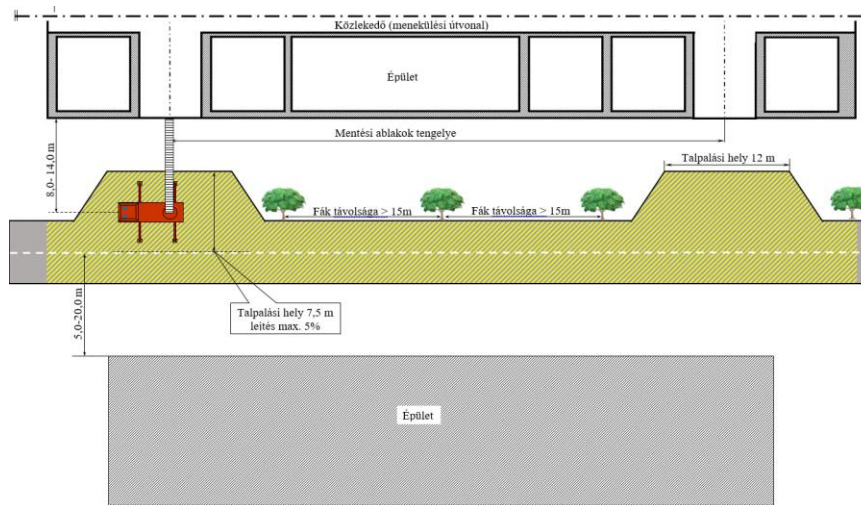 Közlekedő (menekülési útvonal)
Épület
Mentési ablakok tengelye
8,0- 14,0 m
Talpalási hely 12 m
Fák távolsága > 15m
Fák távolsága > 15m
Talpalási hely 7,5 m
lejtés max. 5%
5,0-20,0 m
Épület